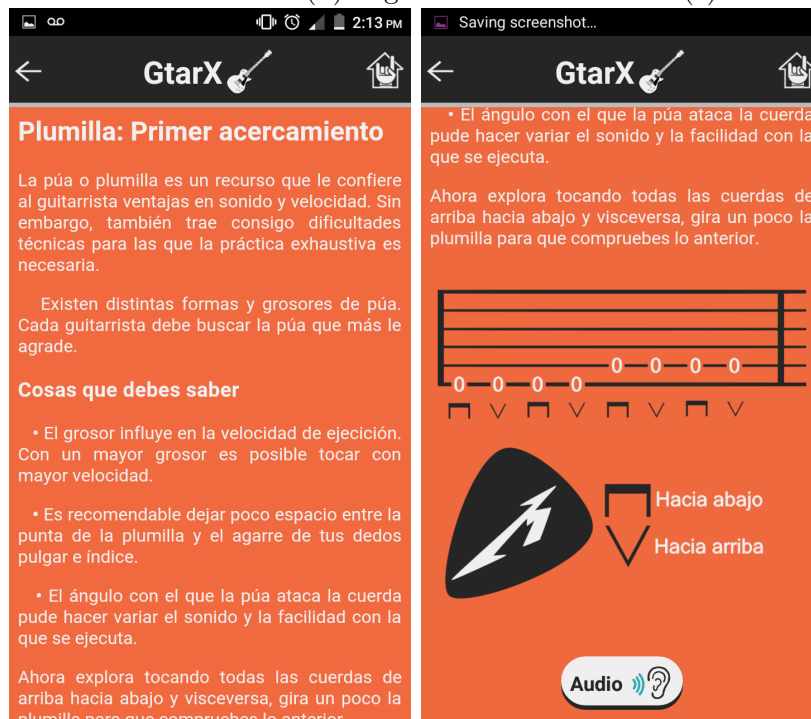 2:13 PM
GtarX
Plumilla: Primer acercamiento
La púa o plumilla es un recurso que le confiere
al guitarrista ventajas en sonido y velocidad. Sin
embargo, también trae consigo dificultades
técnicas para las que la práctica exhaustiva es
necesaria.
Existen distintas formas y grosores de púa.
Cada guitarrista debe buscar la púa que más le
agrade.
Cosas que debes saber
• El grosor influye en la velocidad de ejecición.
Con un mayor grosor es posible tocar con
mayor velocidad.
• Es recomendable dejar poco espacio entre la
punta de la plumilla y el agarre de tus dedos
pulgar e índice.
• El ángulo con el que la púa ataca la cuerda
pude hacer variar el sonido y la facilidad con la
que se ejecuta.
Ahora explora tocando todas las cuerdas de
arriba hacia abajo y visceversa, gira un poco la
plumilla para que compruebes lo anterior.
Saving screenshot...
GtarX
• El ángulo con el que la púa ataca la cuerda
pude hacer variar el sonido y la facilidad con la
que se ejecuta.
Ahora explora tocando todas las cuerdas de
arriba hacia abajo y visceversa, gira un poco la
plumilla para que compruebes lo anterior.
0 0 0 0
0 0 0 0
Hacia abajo
Hacia arriba
Audio